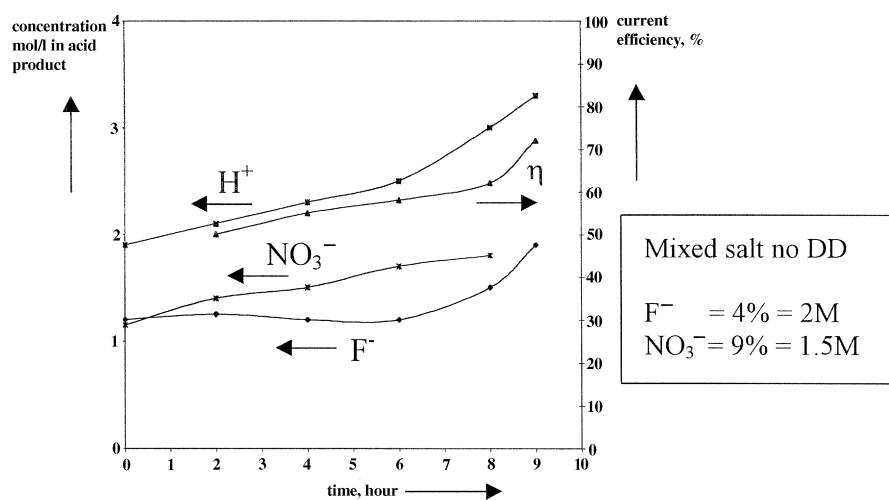 concentration
mol/l in acid
product
current
efficiency, %
4
3
2
1
0
100
90
80
70
60
50
40
30
20
10
0
H⁺
η
NO₃⁻
F⁻
0 1 2 3 4 5 6 7 8 9 10
time, hour
Mixed salt no DD
F⁻ = 4% = 2M
NO₃⁻ = 9% = 1.5M